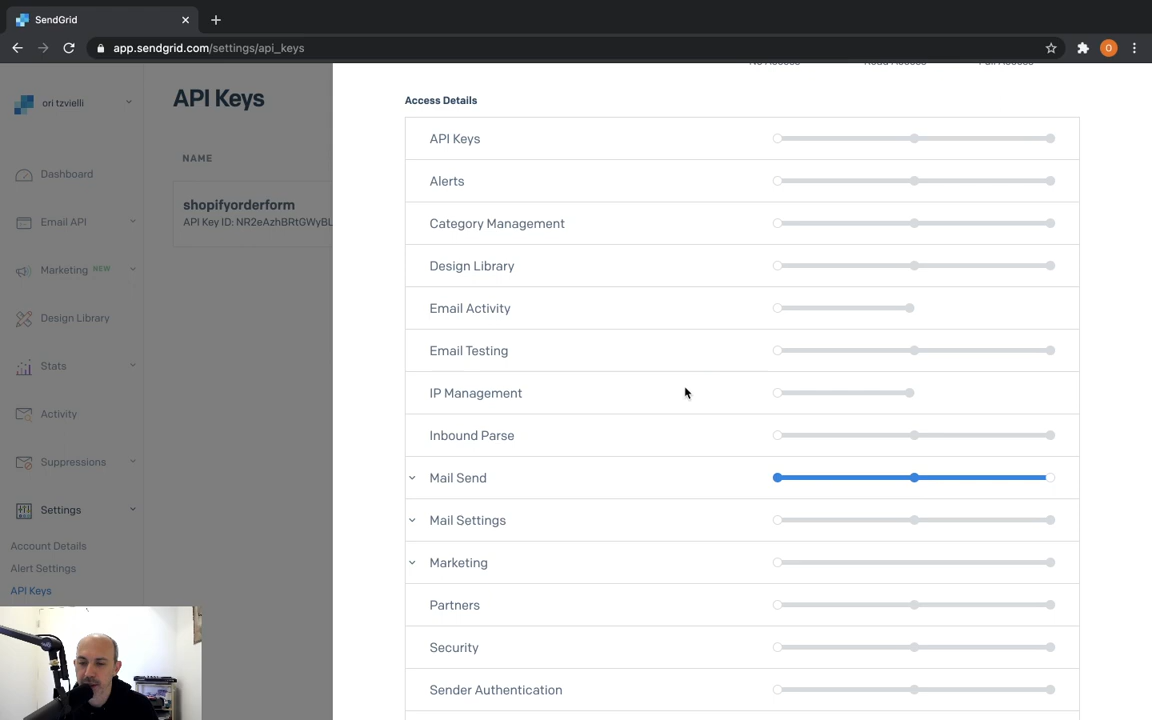 SendGrid
app.sendgrid.com/settings/api_keys
O
ori tzvielli
Dashboard
Email API
Marketing NEW
Design Library
Stats
Activity
Suppressions
Settings
Account Details
Alert Settings
API Keys
API Keys
NAME
shopifyorderform
API Key ID: NR2eAzhBRtGWyBL
No Access Read Access Full Access
Access Details
API Keys
Alerts
Category Management
Design Library
Email Activity
Email Testing
IP Management
Inbound Parse
Mail Send
Mail Settings
Marketing
Partners
Security
Sender Authentication